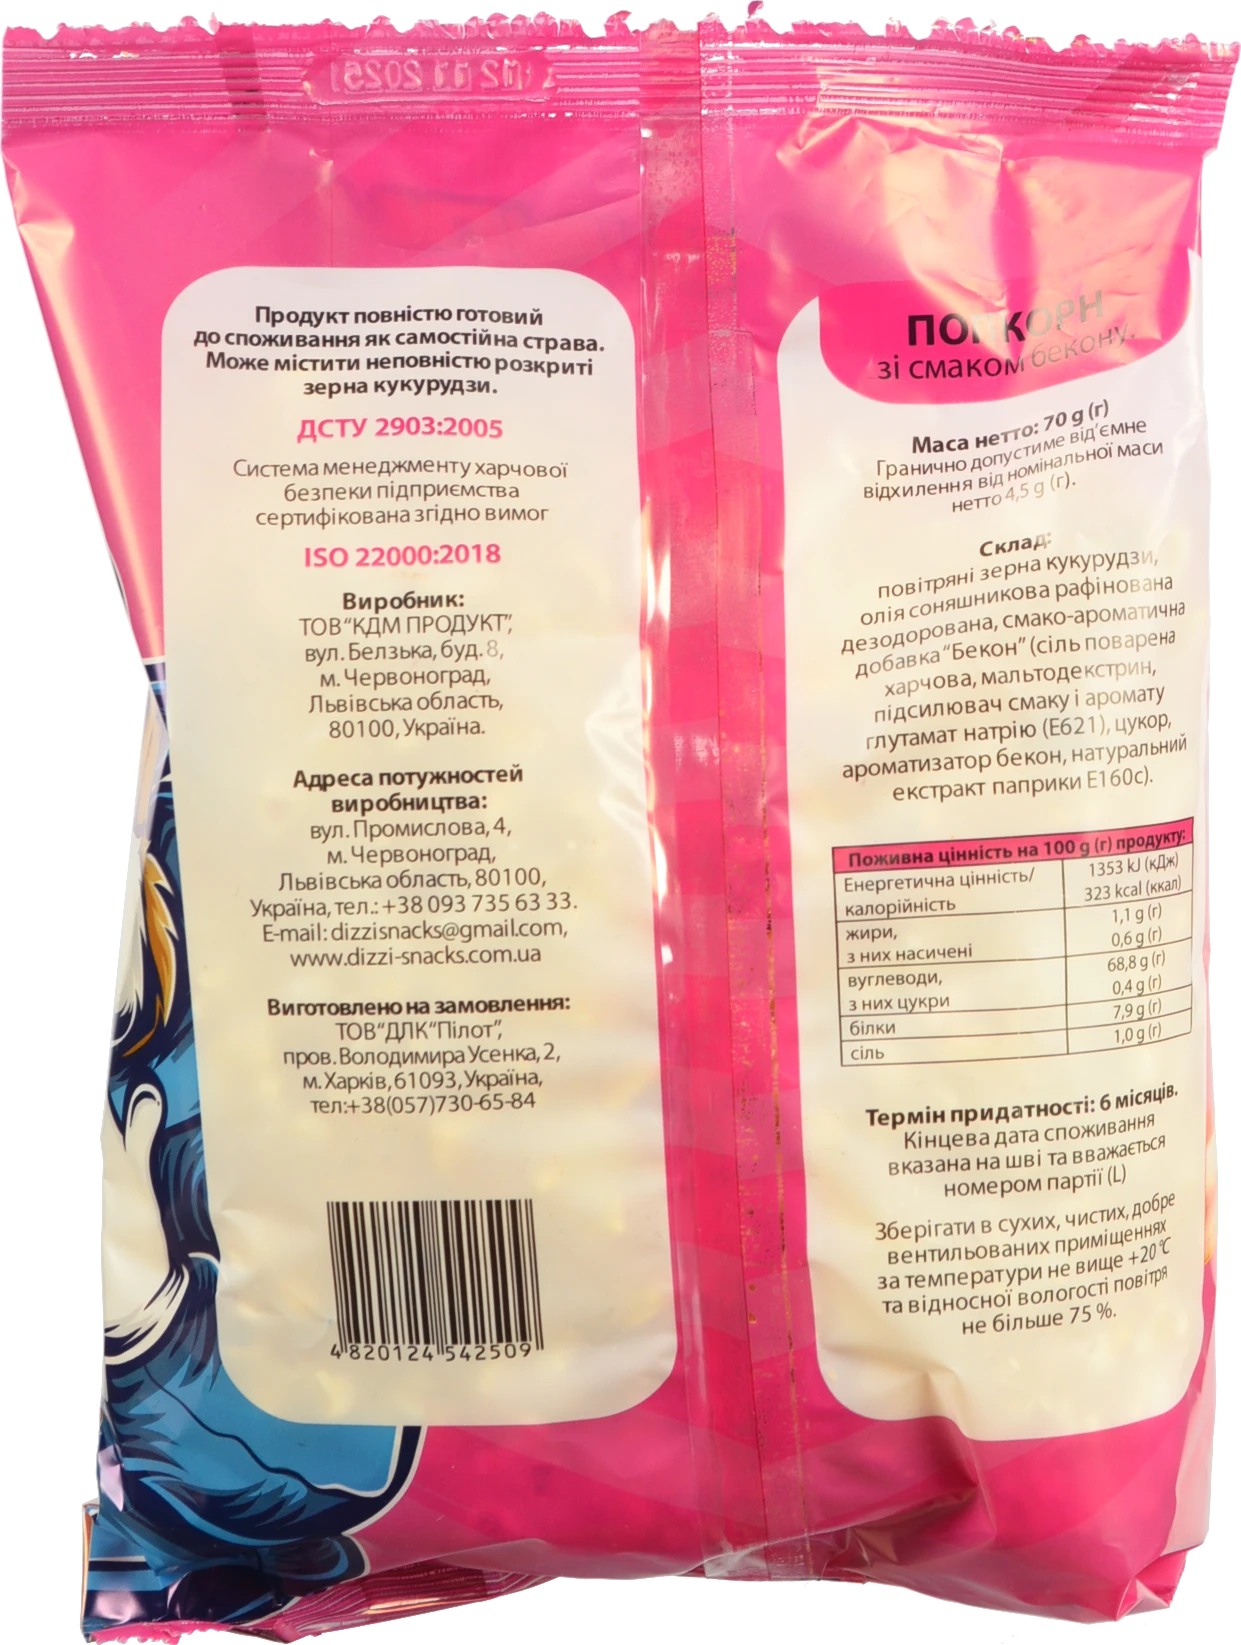 Продукт повністю готовий
до споживання як самостійна страва.
Може містити неповністю розкриті
зерна кукурудзи.
ДСТУ 2903:2005
Система менеджменту харчової
безпеки підприємства
сертифікована згідно вимог
ISO 22000:2018
Виробник:
ТОВ "КДМ ПРОДУКТ",
вул. Белзька, буд. 8,
м. Червоноград,
Львівська область,
80100, Україна.
Адреса потужностей
виробництва:
вул. Промислова, 4,
м. Червоноград,
Львівська область, 80100,
Україна, тел.: +38 093 735 63 33.
E-mail: dizzisnacks@gmail.com,
www.dizzi-snacks.com.ua
Виготовлено на замовлення:
ТОВ "ДЛК "Пілот",
пров. Володимира Усенка, 2,
м. Харків, 61093, Україна,
тел:+38(057)730-65-84
4 820124 542509
ПОПКОРН
зі смаком бекону.
Маса нетто: 70 g (г)
Гранично допустиме від'ємне
відхилення від номінальної маси
нетто 4,5 g (г).
Склад:
повітряні зерна кукурудзи,
олія соняшникова рафінована
дезодорована, смако-ароматична
добавка "Бекон" (сіль поварена
харчова, мальтодекстрин,
підсилювач смаку і аромату
глутамат натрію (Е621), цукор,
ароматизатор бекон, натуральний
екстракт паприки Е160с).
Поживна цінність на 100 g (г) продукту:
Енергетична цінність/ 1353 kJ (кДж)
калорійність 323 kcal (ккал)
жири, 1,1 g (г)
з них насичені 0,6 g (г)
вуглеводи, 68,8 g (г)
з них цукри 0,4 g (г)
білки 7,9 g (г)
сіль 1,0 g (г)
Термін придатності: 6 місяців.
Кінцева дата споживання
вказана на шві та вважається
номером партії (L)
Зберігати в сухих, чистих, добре
вентильованих приміщеннях
за температури не вище +20°С
та відносної вологості повітря
не більше 75 %.